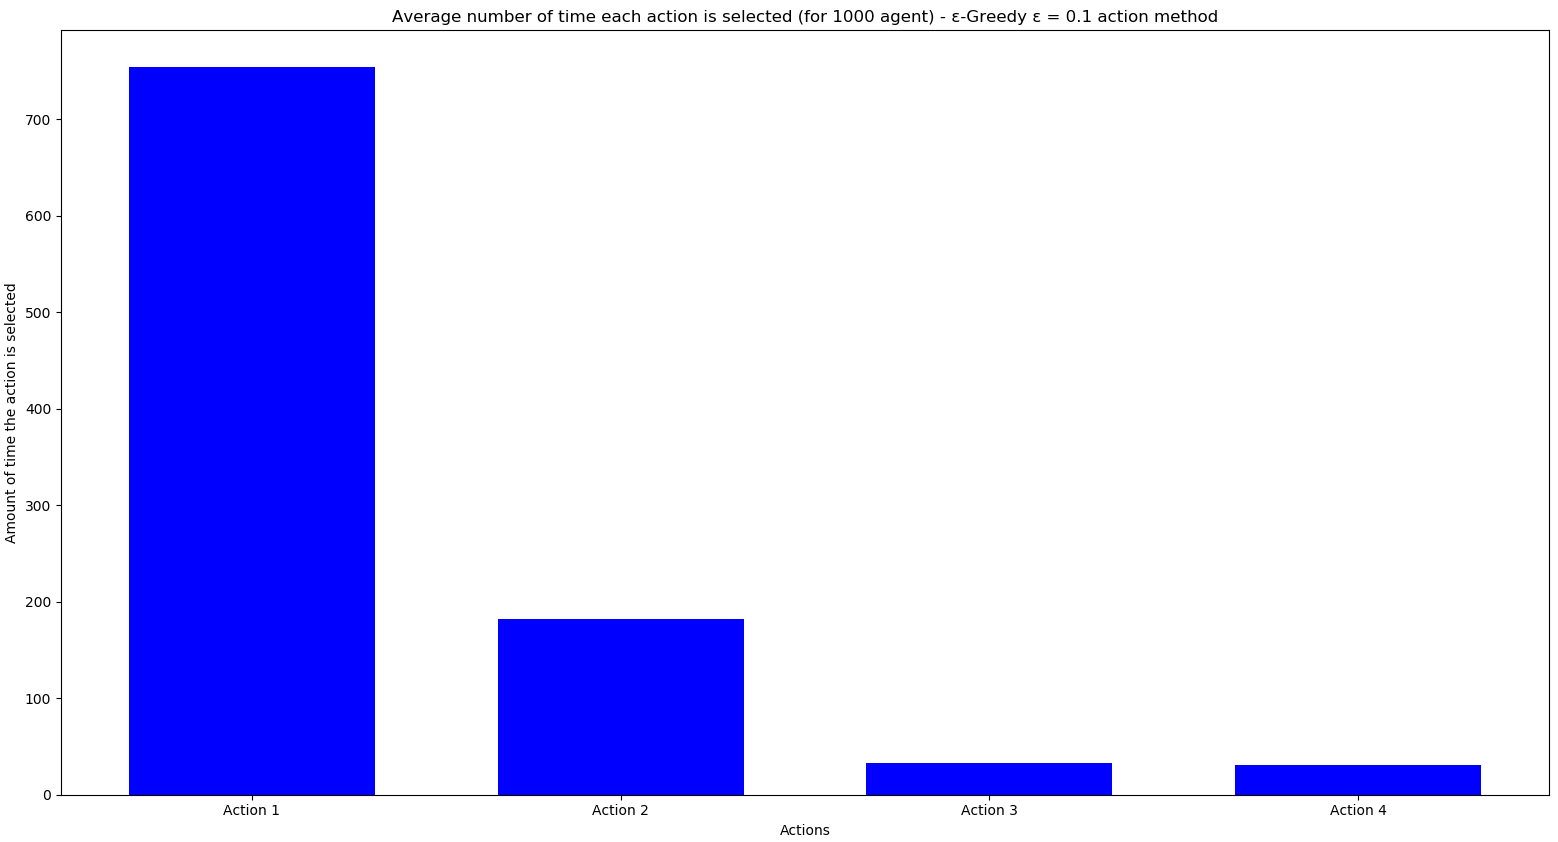 Average number of time each action is selected (for 1000 agent) - ε-Greedy ε = 0.1 action method
Amount of time the action is selected
700
600
500
400
300
200
100
0
Action 1
Action 2
Action 3
Action 4
Actions